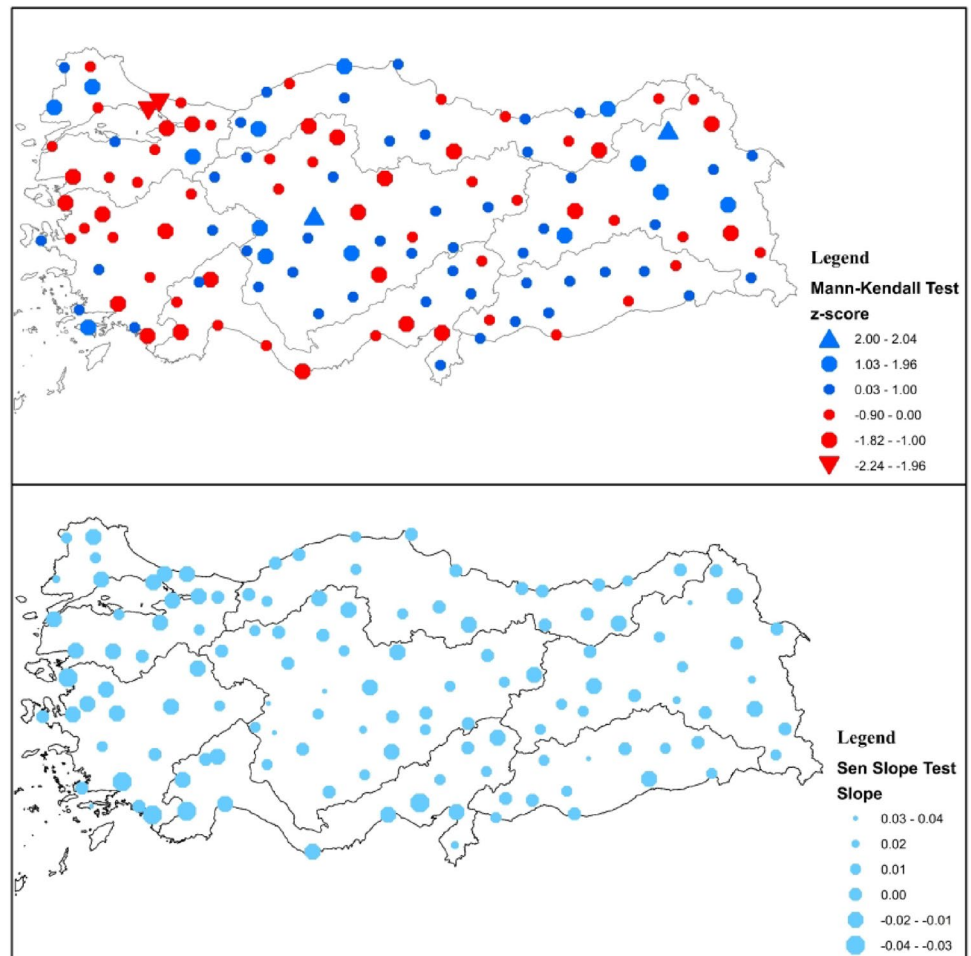 Legend
Mann-Kendall Test
z-score
2.00 - 2.04
1.03 - 1.96
0.03 - 1.00
-0.90 - 0.00
-1.82 - -1.00
-2.24 - -1.96
Legend
Sen Slope Test
Slope
0.03 - 0.04
0.02
0.01
0.00
-0.02 - -0.01
-0.04 - -0.03